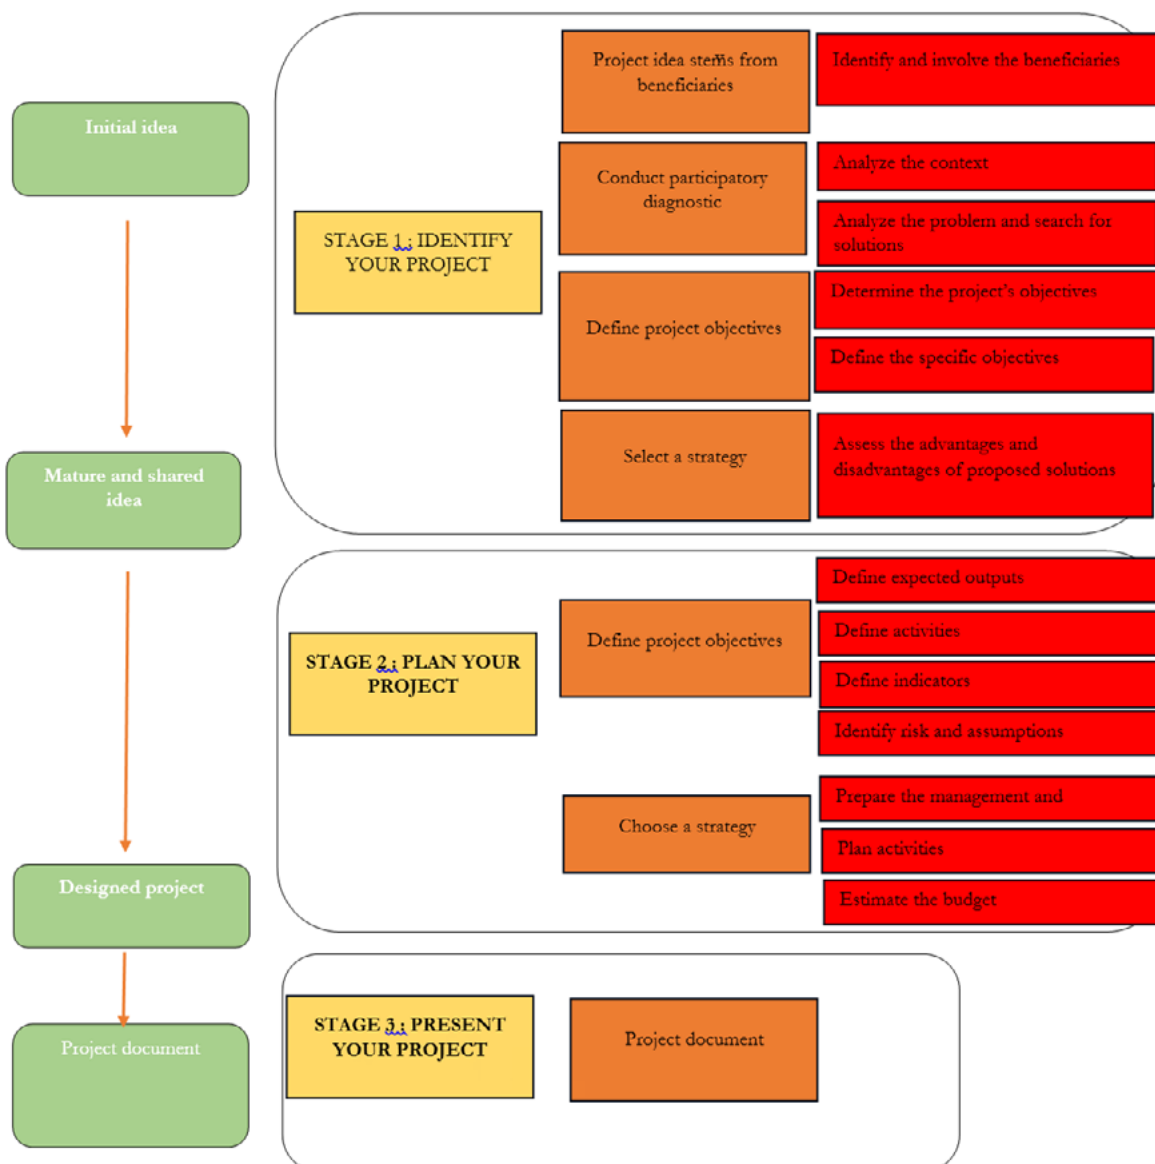 Initial idea
Mature and shared
idea
Designed project
Project document
STAGE 1 : IDENTIFY
YOUR PROJECT
Project idea stems from
beneficiaries
Identify and involve the beneficiaries
Conduct participatory
diagnostic
Analyze the context
Analyze the problem and search for
solutions
Define project objectives
Determine the project's objectives
Define the specific objectives
Select a strategy
Assess the advantages and
disadvantages of proposed solutions
STAGE 2 : PLAN YOUR
PROJECT
Define project objectives
Define expected outputs
Define activities
Define indicators
Identify risk and assumptions
Choose a strategy
Prepare the management and
Plan activities
Estimate the budget
STAGE 3 : PRESENT
YOUR PROJECT
Project document